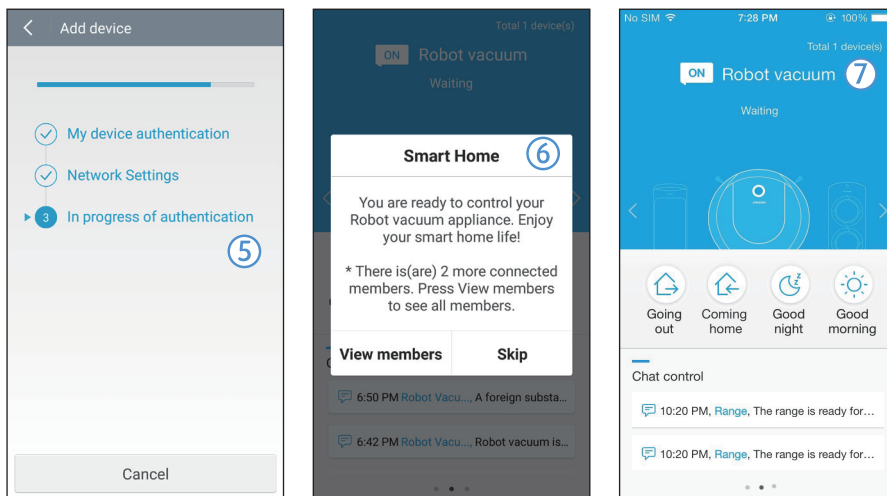 Add device
My device authentication
Network Settings
3 In progress of authentication
⑤
Cancel
Total 1 device(s)
ON Robot vacuum
Waiting
Smart Home ⑥
You are ready to control your
Robot vacuum appliance. Enjoy
your smart home life!
* There is(are) 2 more connected
members. Press View members
to see all members.
View members Skip
6:50 PM Robot Vacu..., A foreign substa...
6:42 PM Robot Vacu..., Robot vacuum is...
No SIM 7:28 PM 100%
Total 1 device(s)
ON Robot vacuum ⑦
Waiting
Going out
Coming home
Good night
Good morning
Chat control
10:20 PM, Range, The range is ready for...
10:20 PM, Range, The range is ready for...